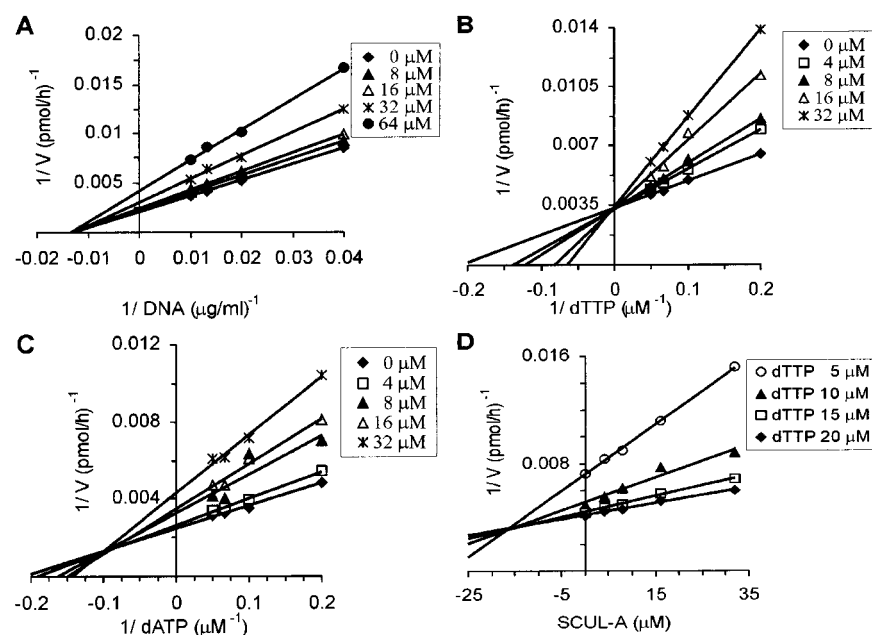 A
0.02
0.015
0.01
0.005
1/ V (pmol/h)⁻¹
0 μM
8 μM
16 μM
32 μM
64 μM
-0.02 -0.01 0 0.01 0.02 0.03 0.04
1/ DNA (μg/ml)⁻¹
B
0.014
0.0105
0.007
0.0035
1/ V (pmol/h)⁻¹
0 μM
4 μM
8 μM
16 μM
32 μM
-0.2 -0.1 0 0.1 0.2
1/ dTTP (μM⁻¹)
C
0.012
0.008
0.004
1/ V (pmol/h)⁻¹
0 μM
4 μM
8 μM
16 μM
32 μM
-0.2 -0.1 0 0.1 0.2
1/ dATP (μM⁻¹)
D
0.016
0.008
1/ V (pmol/h)⁻¹
dTTP 5 μM
dTTP 10 μM
dTTP 15 μM
dTTP 20 μM
-25 -5 15 35
SCUL-A (μM)